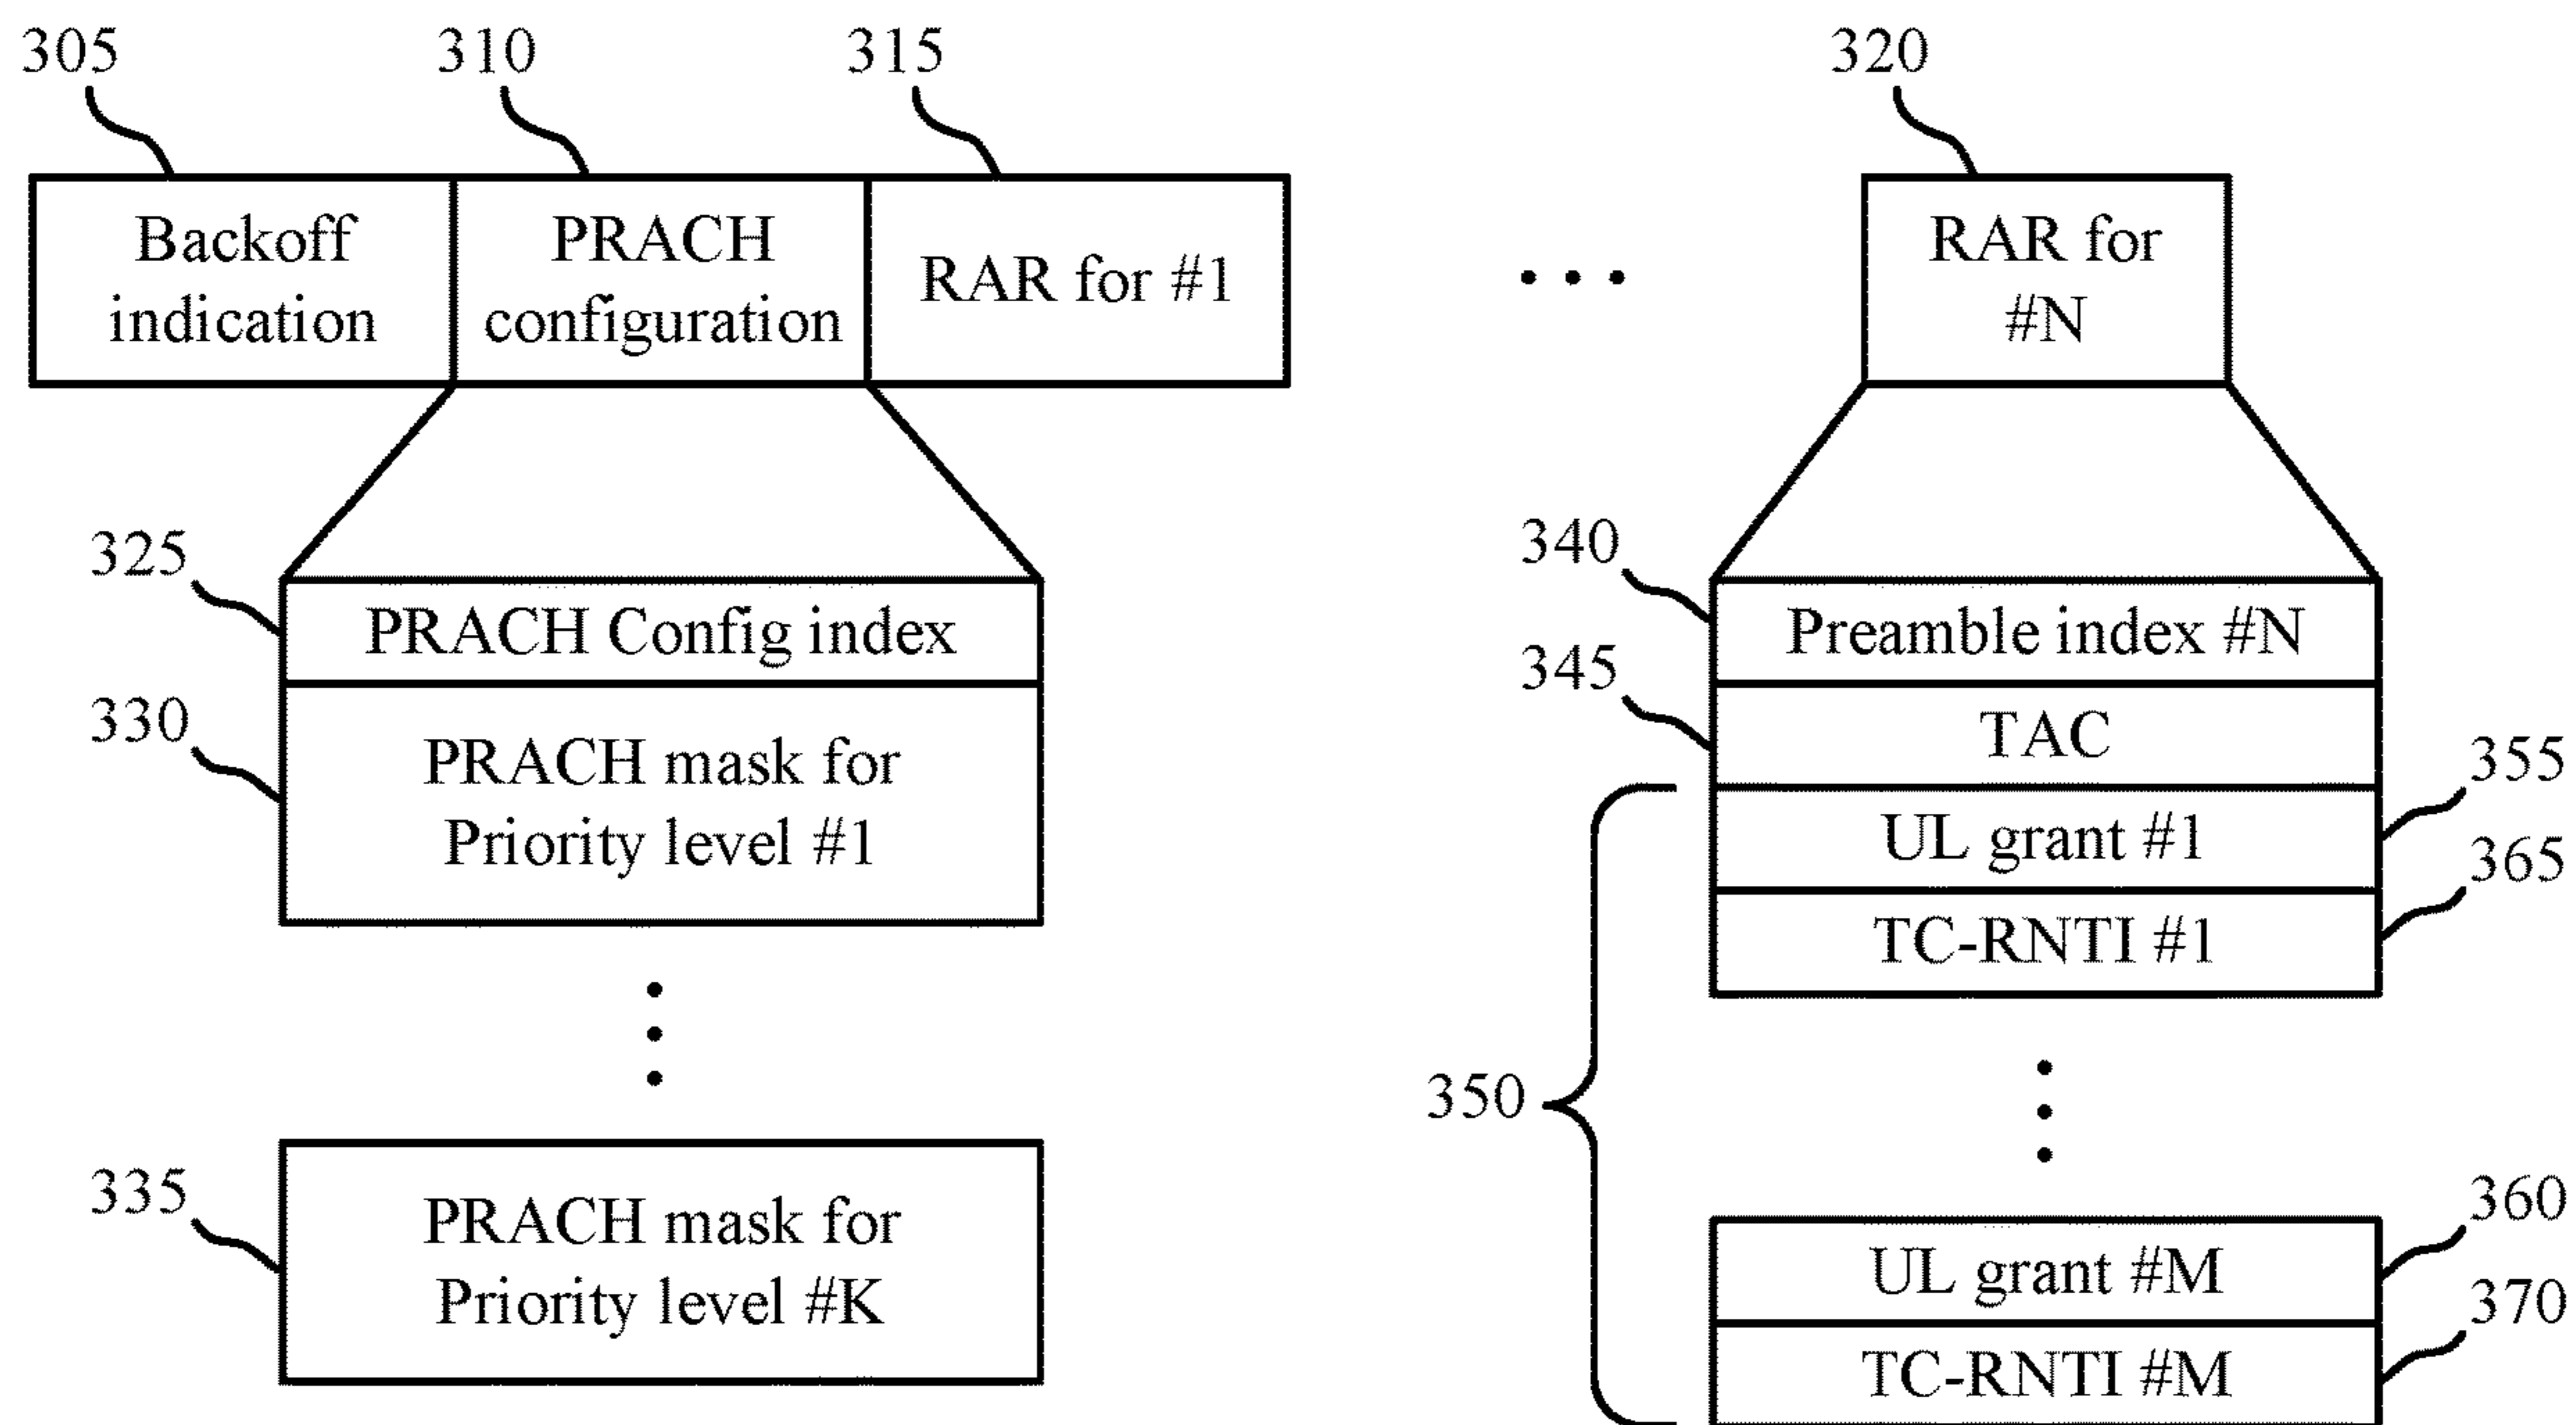 305
310
315
320
Backoff
indication
PRACH
configuration
RAR for #1
RAR for
#N
325
PRACH Config index
330
PRACH mask for
Priority level #1
335
PRACH mask for
Priority level #K
340
Preamble index #N
345
TAC
350
355
UL grant #1
365
TC-RNTI #1
360
UL grant #M
370
TC-RNTI #M